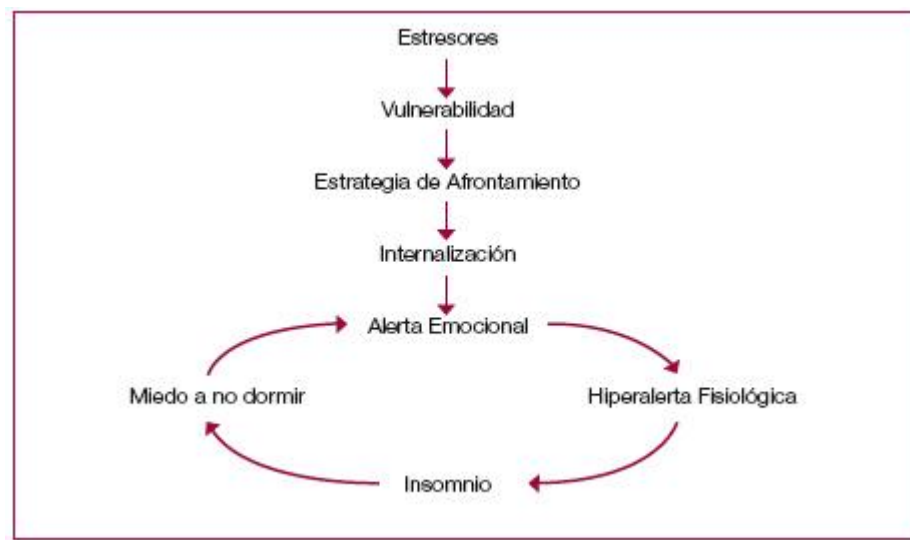 Estresores
Vulnerabilidad
Estrategia de Afrontamiento
Internalización
Alerta Emocional
Miedo a no dormir
Hiperalerta Fisiológica
Insomnio